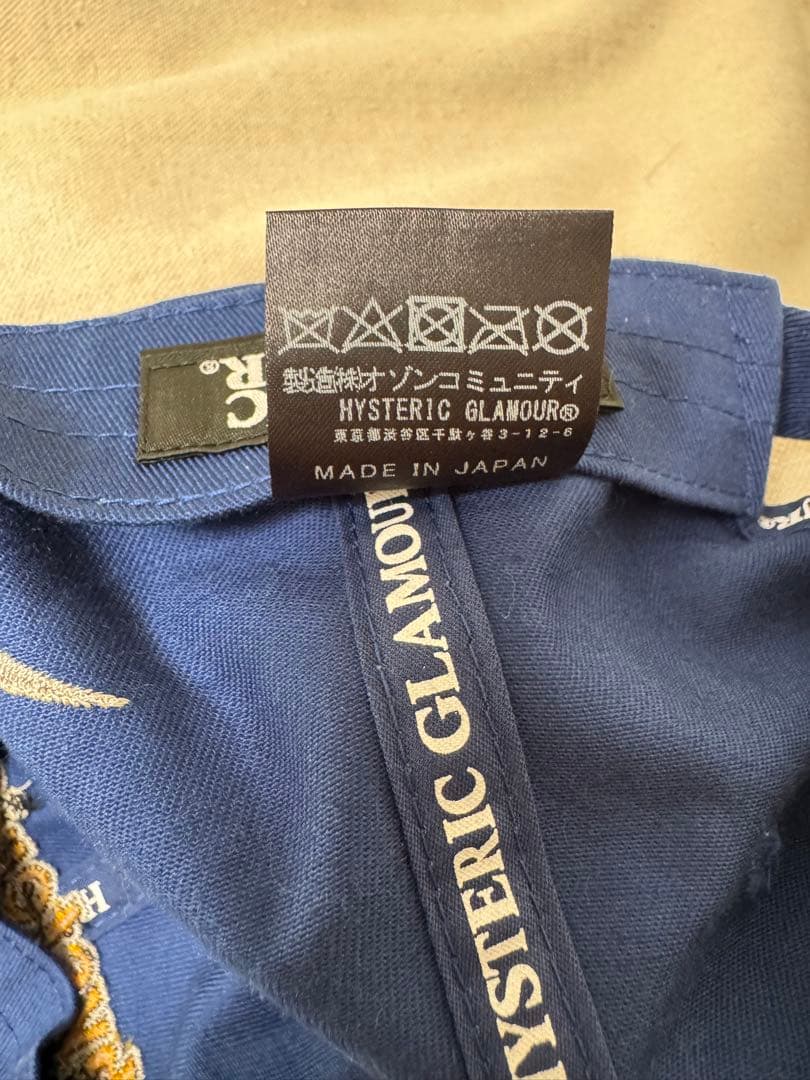 製造㈱オゾンコミュニティ
HYSTERIC GLAMOUR®
東京都渋谷区千駄ヶ谷3-12-6
MADE IN JAPAN
C
R®
HYSTERIC GLAMOUR
UR®
H